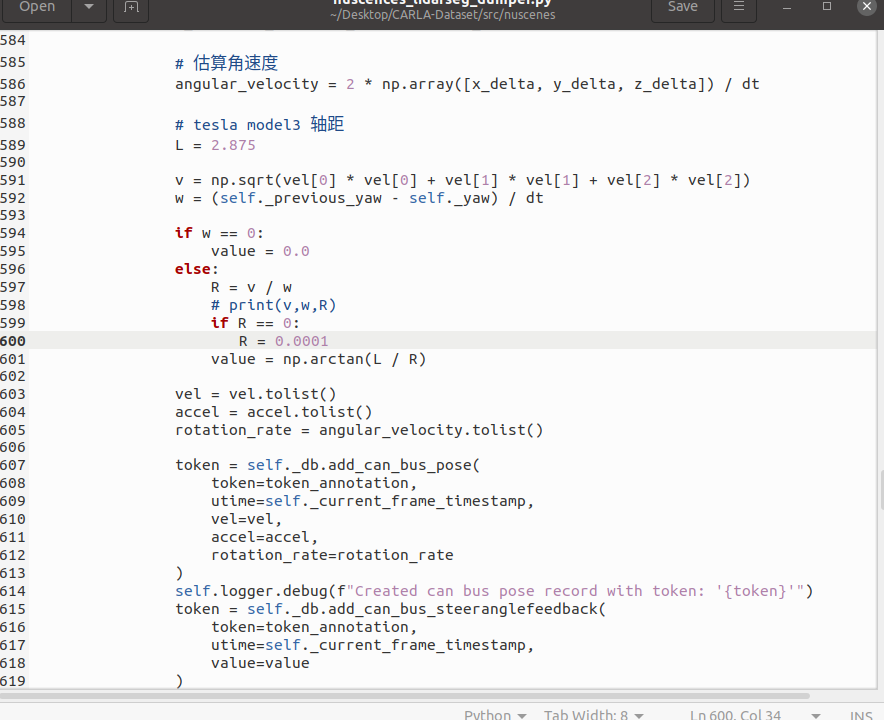 Open
nuscences_lidarseg_dumper.py
~/Desktop/CARLA-Dataset/src/nuscenes
Save
584
585 # 估算角速度
586 angular_velocity = 2 * np.array([x_delta, y_delta, z_delta]) / dt
587
588 # tesla model3 轴距
589 L = 2.875
590
591 v = np.sqrt(vel[0] * vel[0] + vel[1] * vel[1] + vel[2] * vel[2])
592 w = (self._previous_yaw - self._yaw) / dt
593
594 if w == 0:
595 value = 0.0
596 else:
597 R = v / w
598 # print(v,w,R)
599 if R == 0:
600 R = 0.0001
601 value = np.arctan(L / R)
602
603 vel = vel.tolist()
604 accel = accel.tolist()
605 rotation_rate = angular_velocity.tolist()
606
607 token = self._db.add_can_bus_pose(
608 token=token_annotation,
609 utime=self._current_frame_timestamp,
610 vel=vel,
611 accel=accel,
612 rotation_rate=rotation_rate
613 )
614 self.logger.debug(f"Created can bus pose record with token: '{token}'")
615 token = self._db.add_can_bus_steeranglefeedback(
616 token=token_annotation,
617 utime=self._current_frame_timestamp,
618 value=value
619 )
Python Tab Width: 8 Ln 600, Col 34 INS